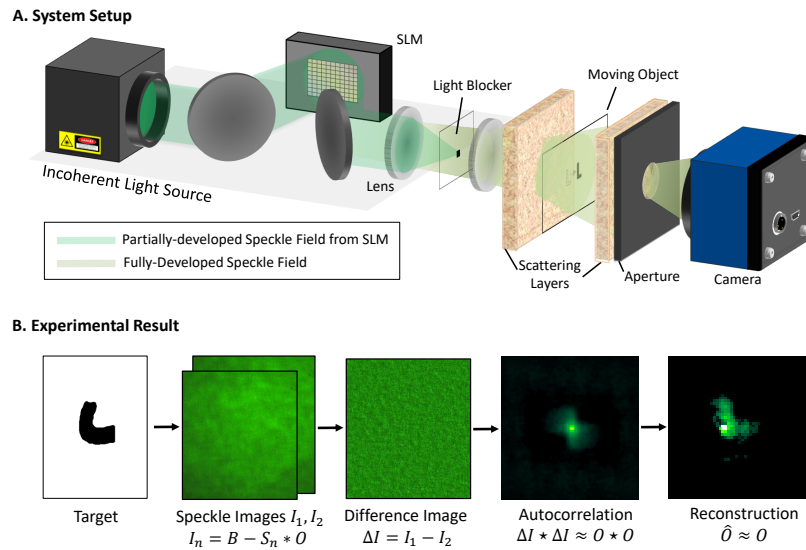 A. System Setup
SLM
Moving Object
Light Blocker
Lens
Incoherent Light Source
Partially-developed Speckle Field from SLM
Fully-Developed Speckle Field
Scattering
Layers
Aperture
Camera
B. Experimental Result
Target
Speckle Images I₁, I₂
Iₙ = B − Sₙ ∗ O
Difference Image
ΔI = I₁ − I₂
Autocorrelation
ΔI ⋆ ΔI ≈ O ⋆ O
Reconstruction
Ô ≈ O